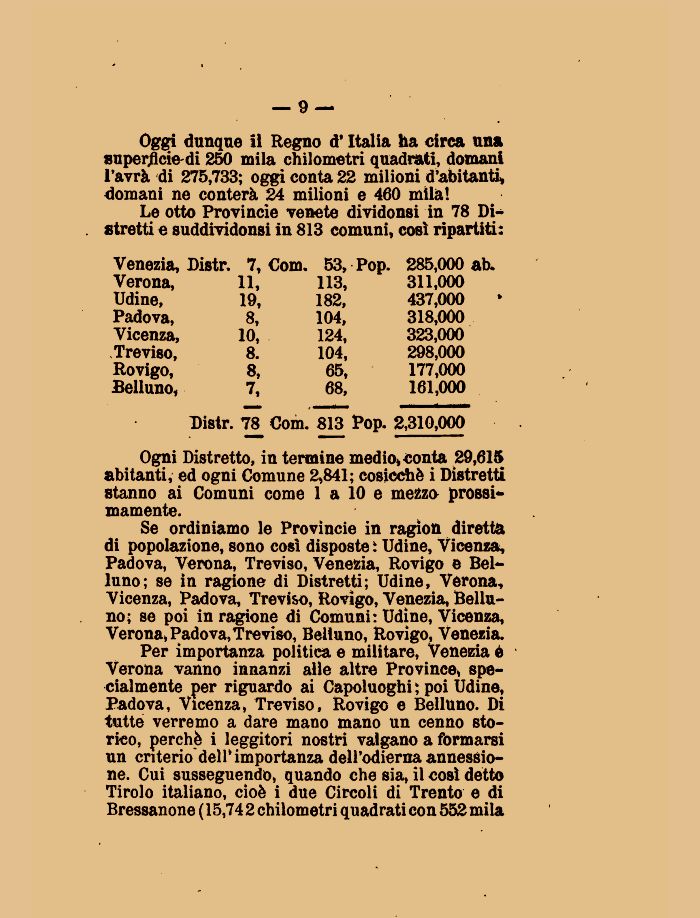 — 9 —
Oggi dunque il Regno d' Italia ha circa una
superficie di 250 mila chilometri quadrati, domani
l'avrà di 275,733; oggi conta 22 milioni d'abitanti,
domani ne conterà 24 milioni e 460 mila!
Le otto Provincie venete dividonsi in 78 Di-
stretti e suddividonsi in 813 comuni, così ripartiti:
Venezia, Distr. 7, Com. 53, Pop. 285,000 ab.
Verona, 11, 113, 311,000
Udine, 19, 182, 437,000
Padova, 8, 104, 318,000
Vicenza, 10, 124, 323,000
Treviso, 8. 104, 298,000
Rovigo, 8, 65, 177,000
Belluno, 7, 68, 161,000
Distr. 78 Com. 813 Pop. 2,310,000
Ogni Distretto, in termine medio, conta 29,615
abitanti, ed ogni Comune 2,841; cosicchè i Distretti
stanno ai Comuni come 1 a 10 e mezzo prossi-
mamente.
Se ordiniamo le Provincie in ragion diretta
di popolazione, sono così disposte: Udine, Vicenza,
Padova, Verona, Treviso, Venezia, Rovigo e Bel-
luno; se in ragione di Distretti; Udine, Verona,
Vicenza, Padova, Treviso, Rovigo, Venezia, Bellu-
no; se poi in ragione di Comuni: Udine, Vicenza,
Verona, Padova, Treviso, Belluno, Rovigo, Venezia.
Per importanza politica e militare, Venezia e
Verona vanno innanzi alle altre Province, spe-
cialmente per riguardo ai Capoluoghi; poi Udine,
Padova, Vicenza, Treviso, Rovigo e Belluno. Di
tutte verremo a dare mano mano un cenno sto-
rico, perchè i leggitori nostri valgano a formarsi
un criterio dell' importanza dell'odierna annessio-
ne. Cui susseguendo, quando che sia, il così detto
Tirolo italiano, cioè i due Circoli di Trento e di
Bressanone (15,742 chilometri quadrati con 552 mila